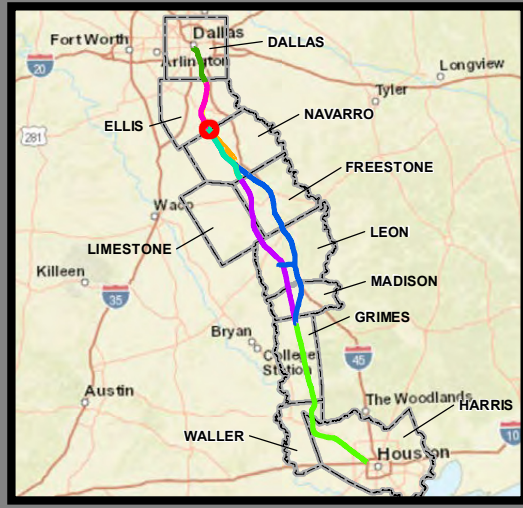 Fort Worth
Dallas
DALLAS
Arlington
Longview
20
Tyler
NAVARRO
ELLIS
281
FREESTONE
Waco
LEON
LIMESTONE
Killeen
MADISON
35
GRIMES
Bryan
College
Station
45
Austin
The Woodlands
HARRIS
WALLER
10
Houston